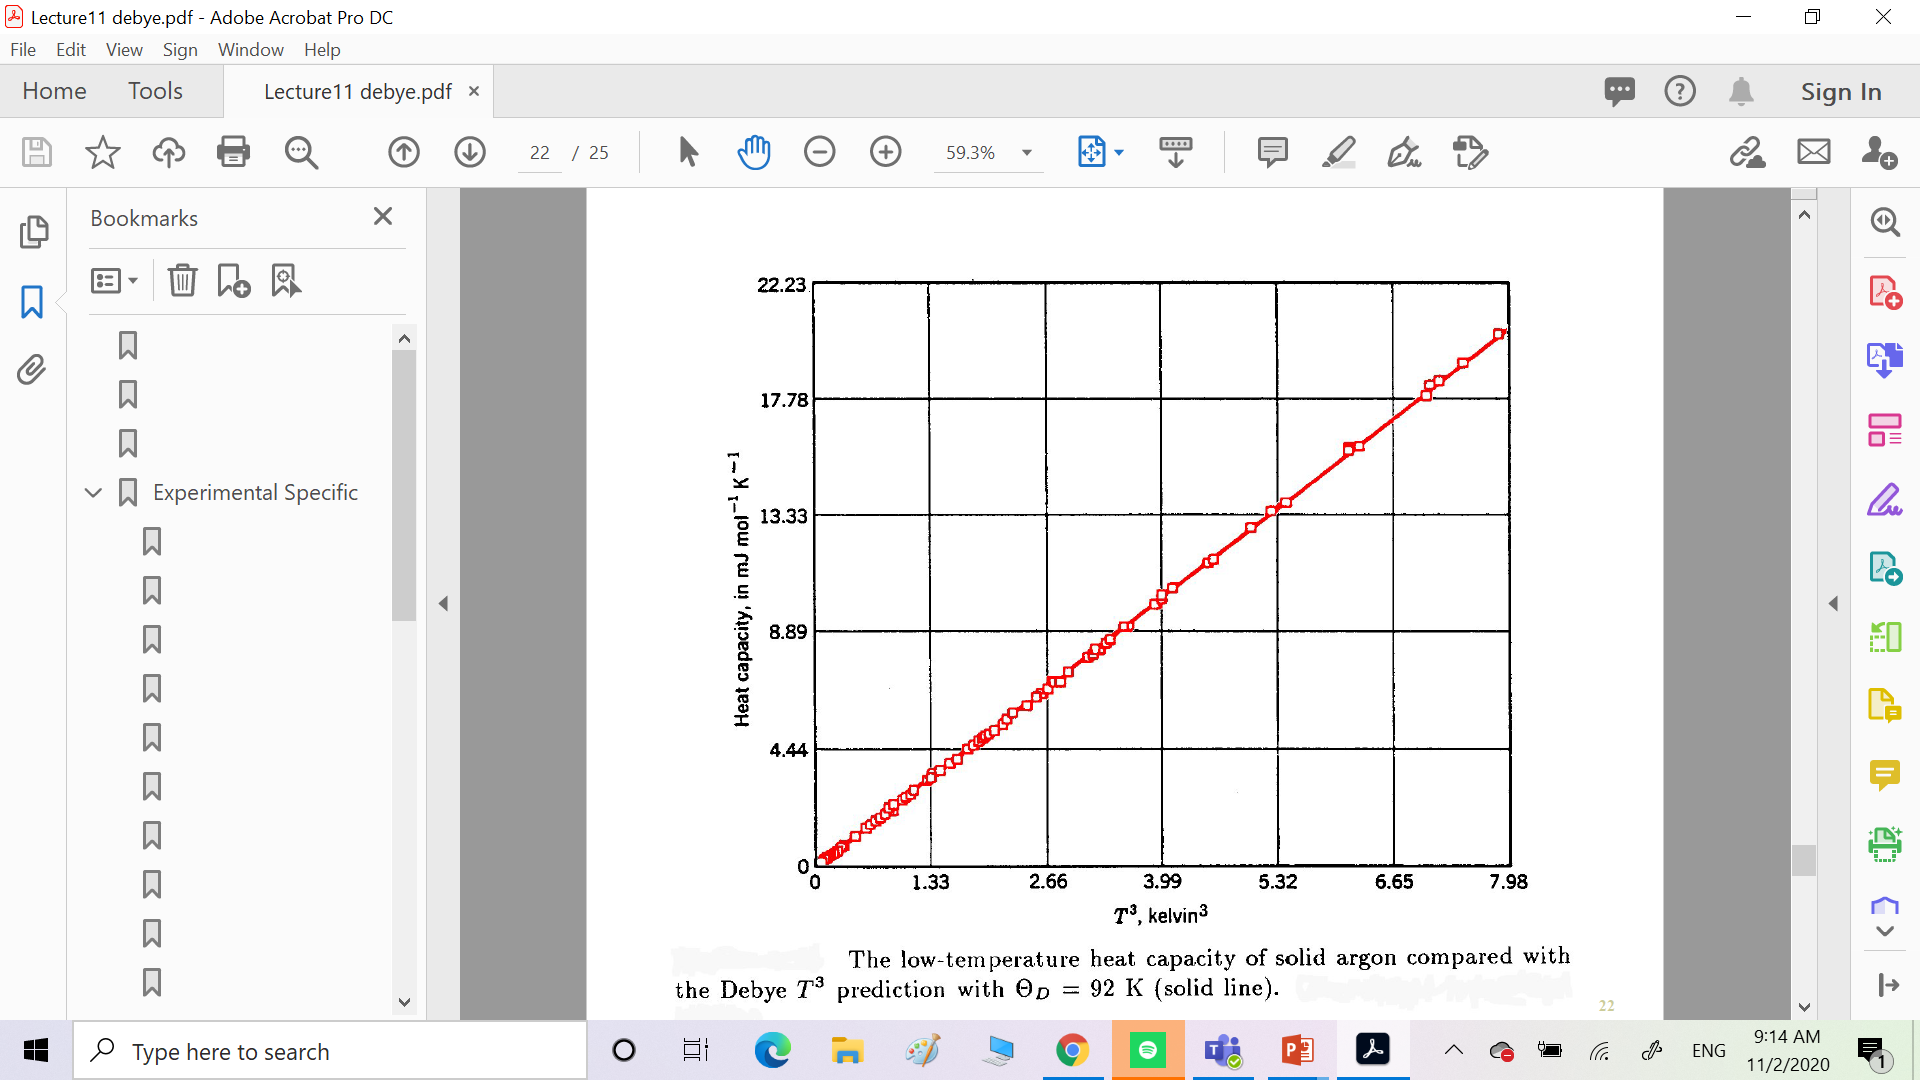 Lecture11 debye.pdf - Adobe Acrobat Pro DC
File Edit View Sign Window Help
Home Tools Lecture11 debye.pdf × Sign In
22 / 25 59.3%
Bookmarks
Experimental Specific
22.23
17.78
13.33
8.89
4.44
0
Heat capacity, in mJ mol⁻¹ K⁻¹
0 1.33 2.66 3.99 5.32 6.65 7.98
T³, kelvin³
The low-temperature heat capacity of solid argon compared with
the Debye T³ prediction with Θ_D = 92 K (solid line).
22
Type here to search
ENG
9:14 AM
11/2/2020
1